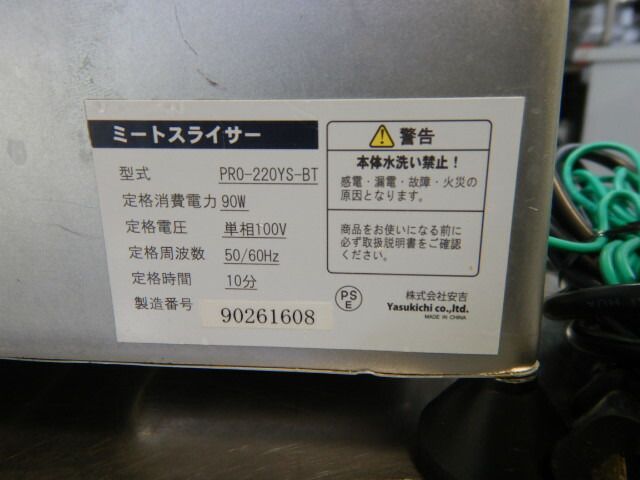 ミートスライサー
型式 PRO-220YS-BT
定格消費電力 90W
定格電圧 単相100V
定格周波数 50/60Hz
定格時間 10分
製造番号 90261608
警告
本体水洗い禁止!
感電・漏電・故障・火災の
原因となります。
商品をお使いになる前に
必ず取扱説明書をご確認
ください。
PS
E
株式会社安吉
Yasukichi co.,ltd.
MADE IN CHINA